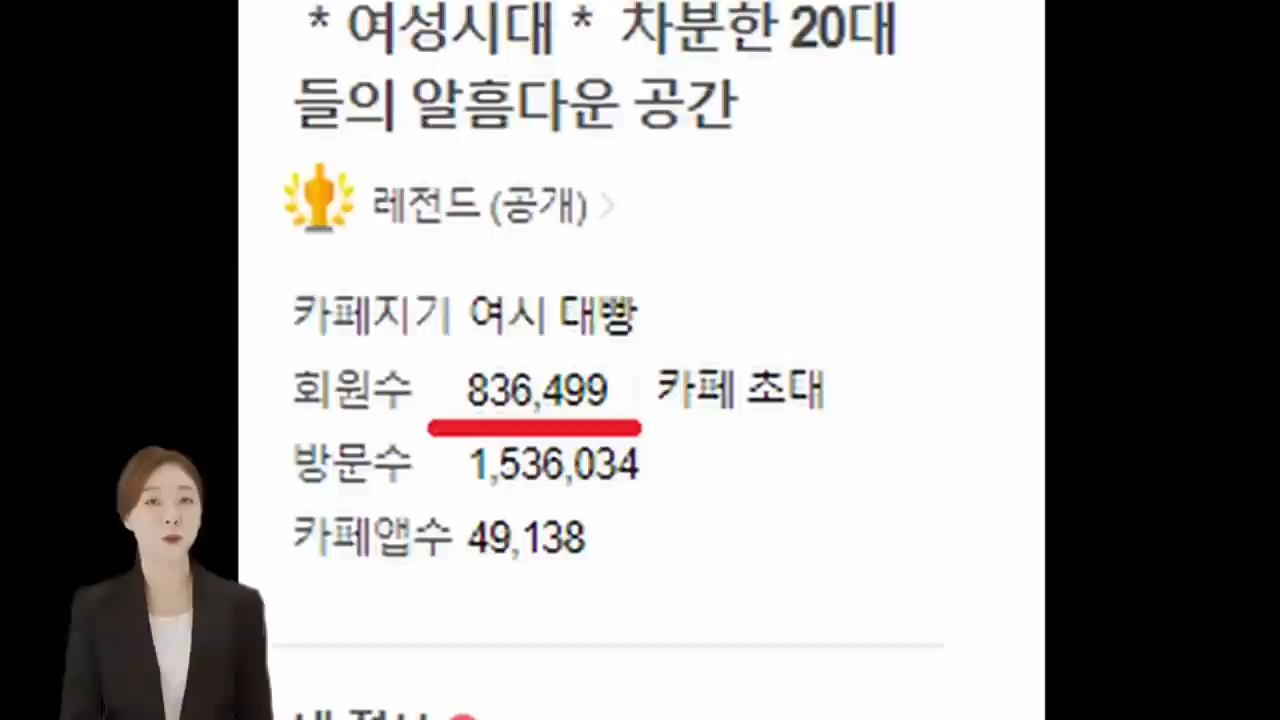 * 여성시대 * 차분한 20대
들의 알흠다운 공간
레전드 (공개)
카페지기 여시 대빵
회원수 836,499 카페 초대
방문수 1,536,034
카페앱수 49,138